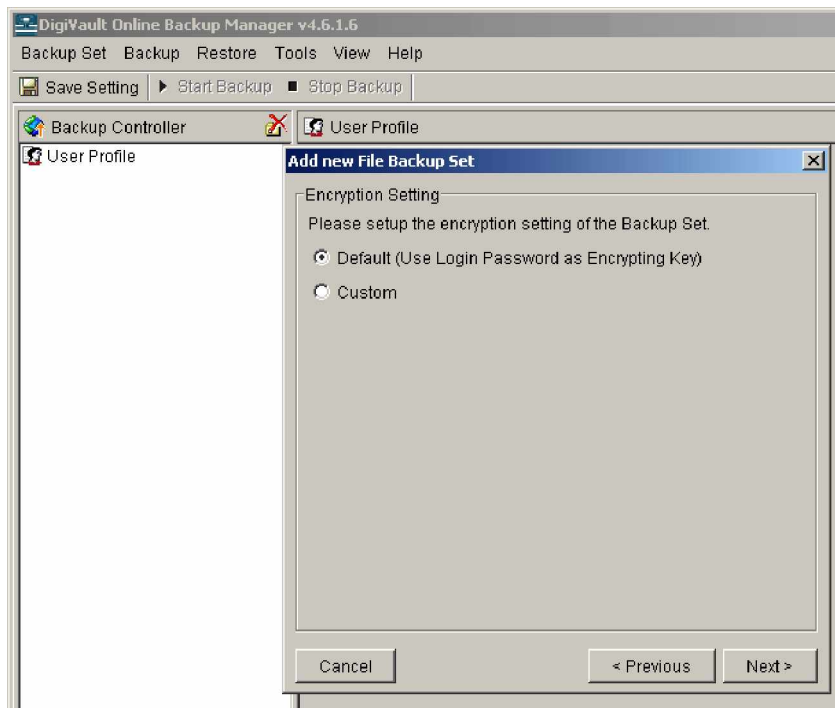 DigiVault Online Backup Manager v4.6.1.6
Backup Set Backup Restore Tools View Help
Save Setting Start Backup Stop Backup
Backup Controller User Profile
User Profile
Add new File Backup Set
Encryption Setting
Please setup the encryption setting of the Backup Set.
Default (Use Login Password as Encrypting Key)
Custom
Cancel < Previous Next >